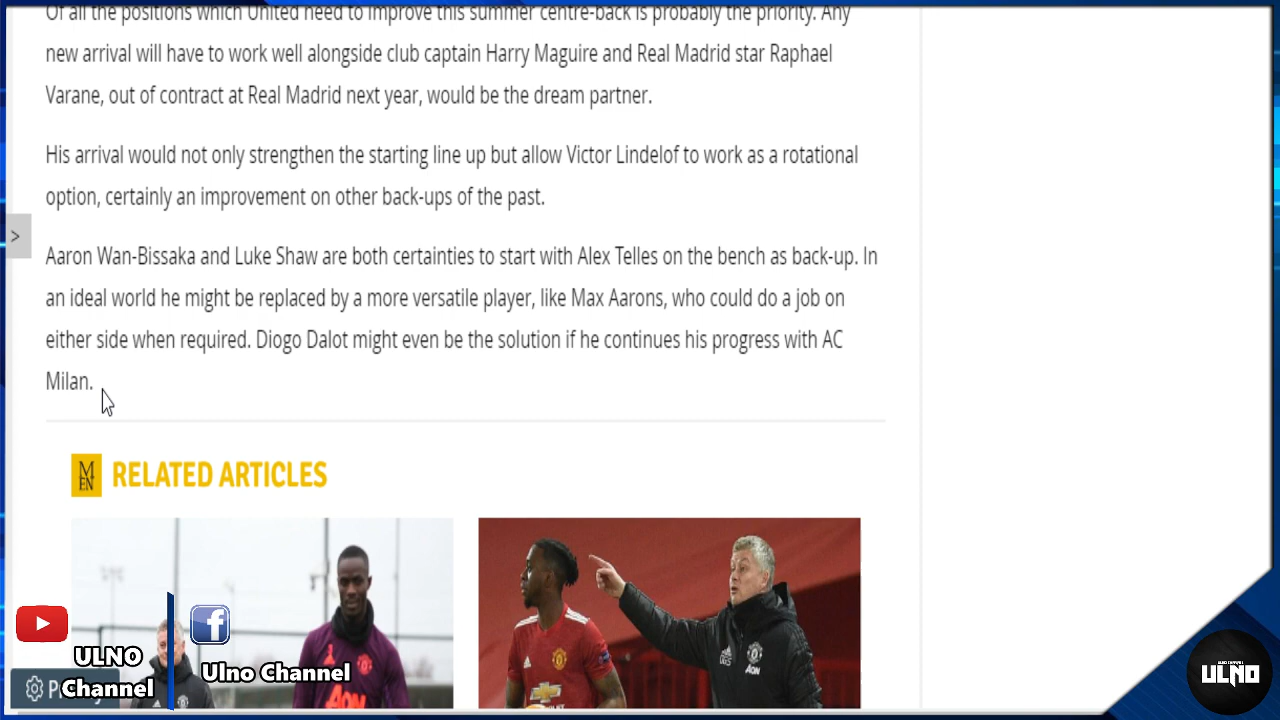 Of all the positions which United need to improve this summer centre-back is probably the priority. Any
new arrival will have to work well alongside club captain Harry Maguire and Real Madrid star Raphael
Varane, out of contract at Real Madrid next year, would be the dream partner.
His arrival would not only strengthen the starting line up but allow Victor Lindelof to work as a rotational
option, certainly an improvement on other back-ups of the past.
>
Aaron Wan-Bissaka and Luke Shaw are both certainties to start with Alex Telles on the bench as back-up. In
an ideal world he might be replaced by a more versatile player, like Max Aarons, who could do a job on
either side when required. Diogo Dalot might even be the solution if he continues his progress with AC
Milan.
MEN
RELATED ARTICLES
AON
AON
ULNO
Channel
Ulno Channel
ULNO